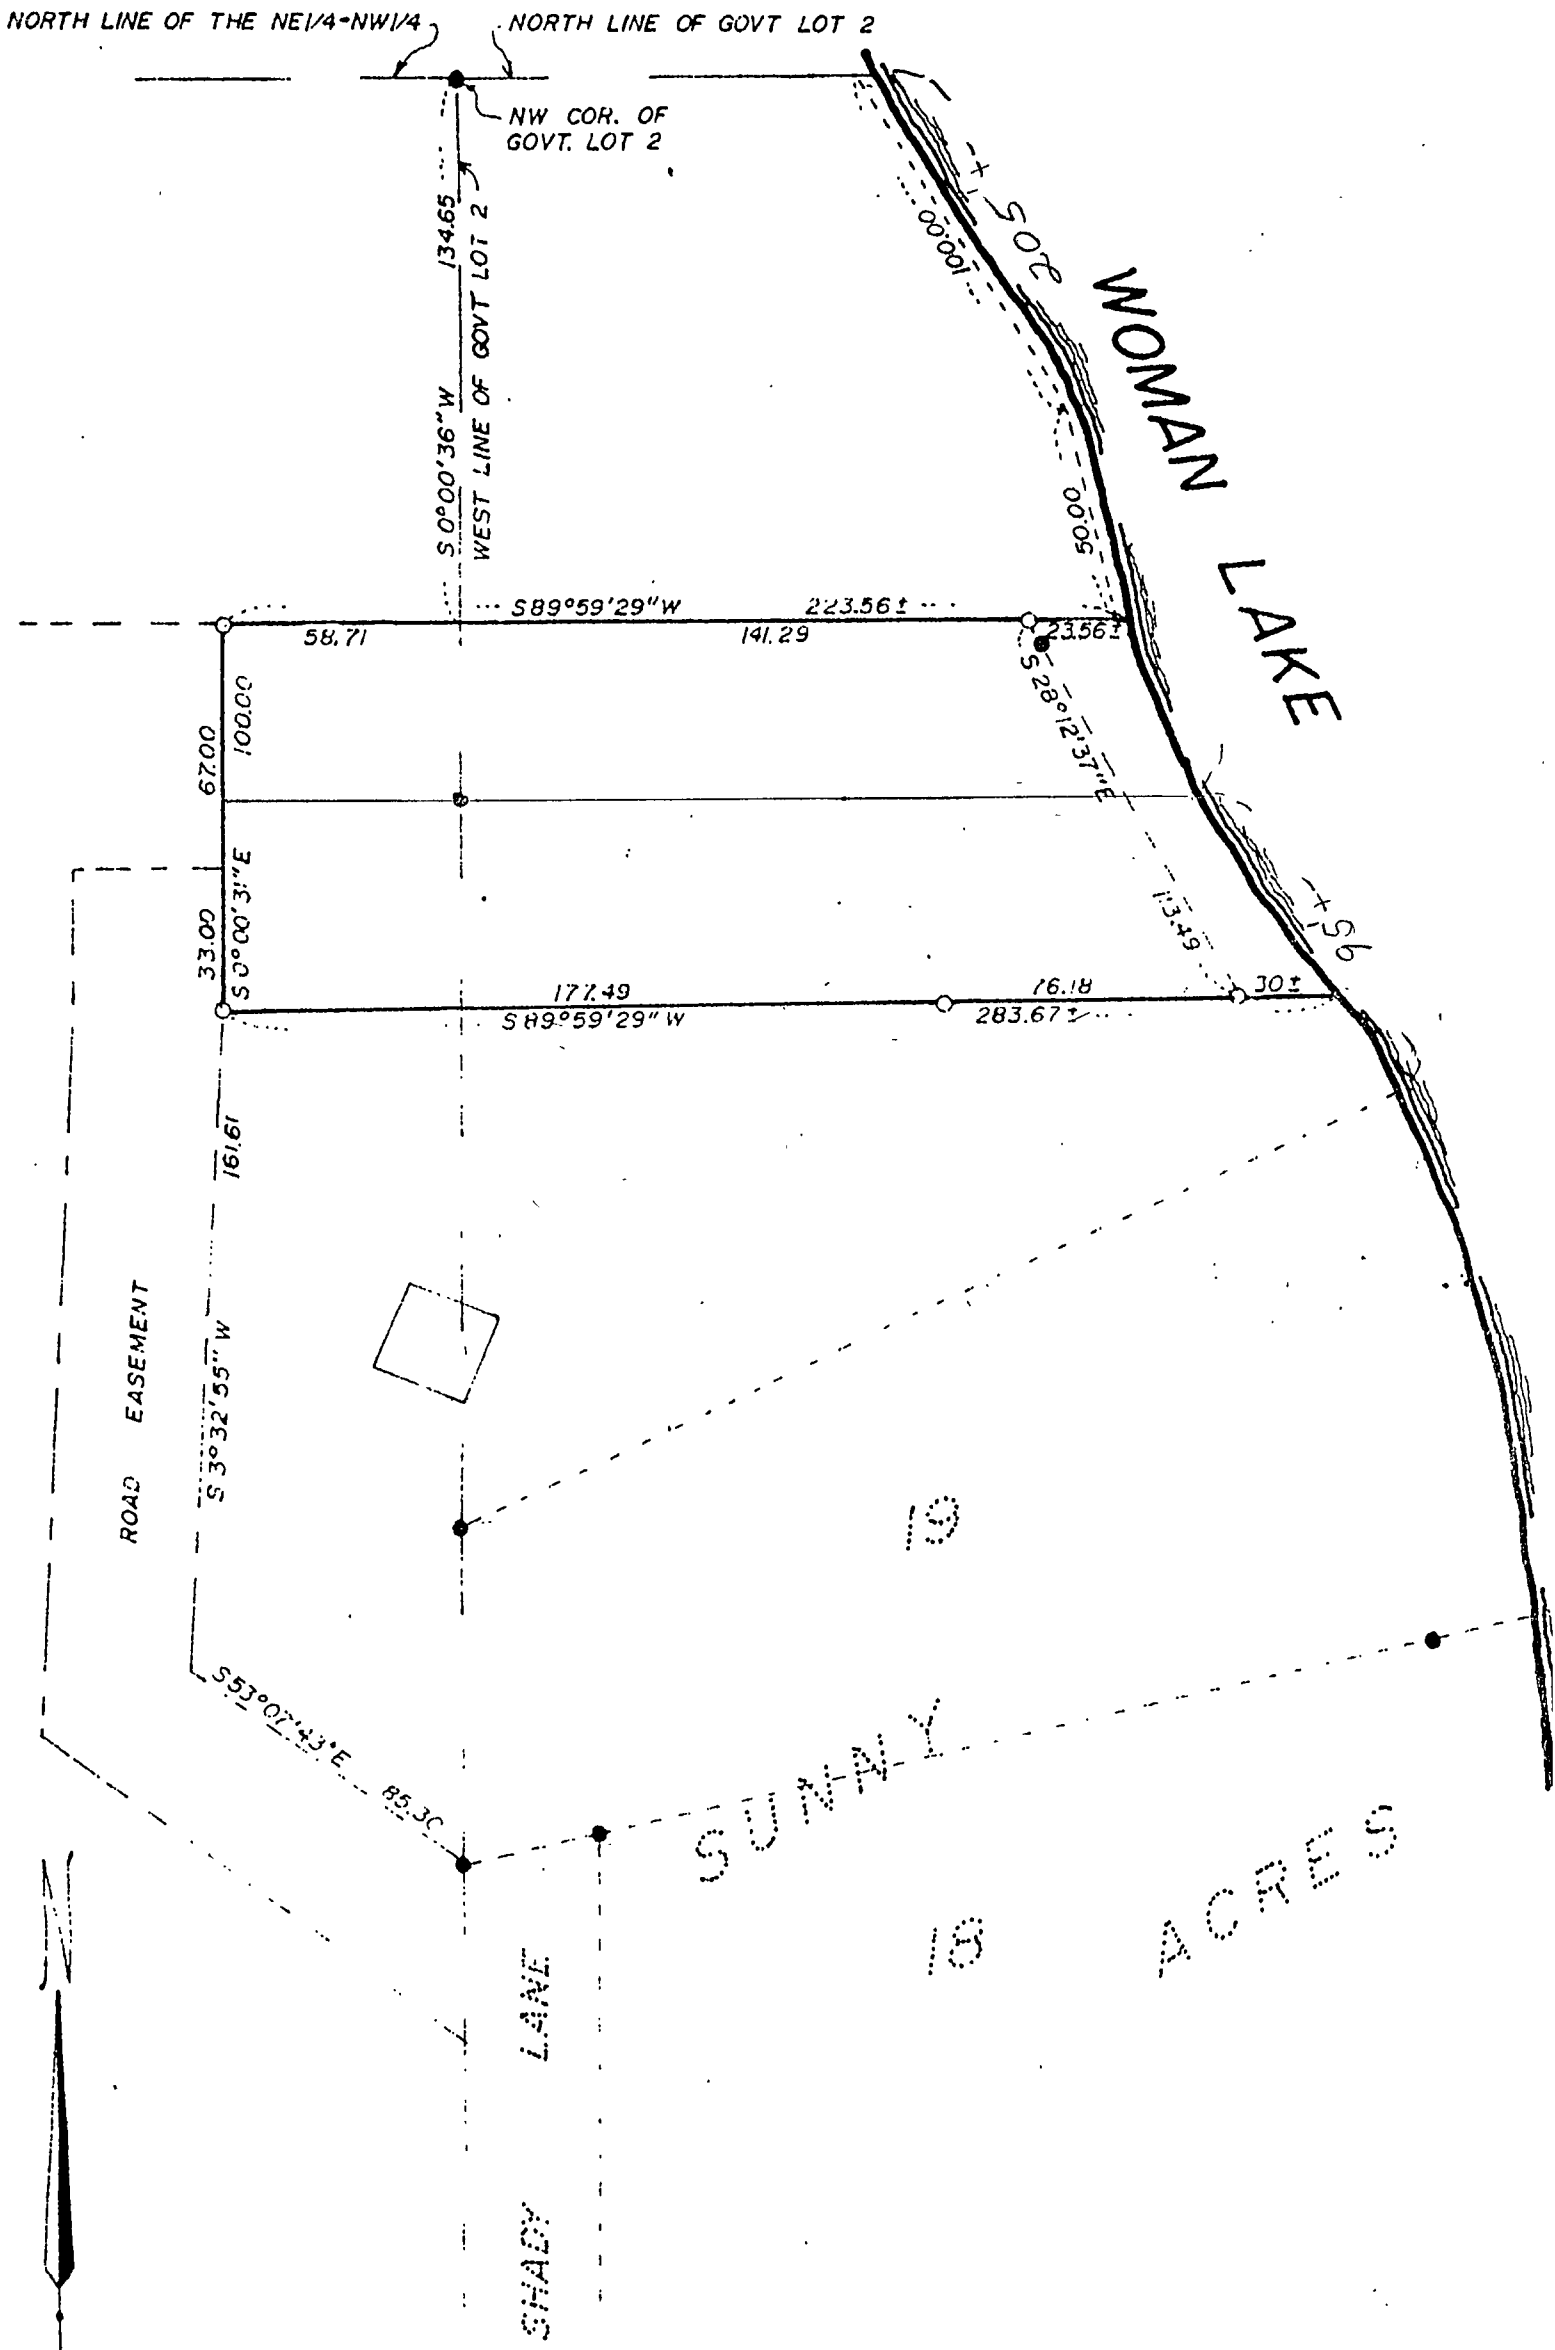 NORTH LINE OF THE NE1/4-NW1/4
NORTH LINE OF GOVT LOT 2
NW COR. OF
GOVT. LOT 2
134.65
S 0°00'36" W
WEST LINE OF GOVT LOT 2
100.00
205 ±
WOMAN LAKE
50.00
S89°59'29" W
223.56 ±
58.71
141.29
23.56 ±
S 28°12'37" E
113.49
67.00
100.00
33.00
S 0°00'31" E
95 ±
177.49
76.18
30 ±
S 89°59'29" W
283.67 ±
161.61
S 3°32'55" W
ROAD EASEMENT
19
S53°07'43"E
85.30
SUNNY
ACRES
18
SHADY LANE
N